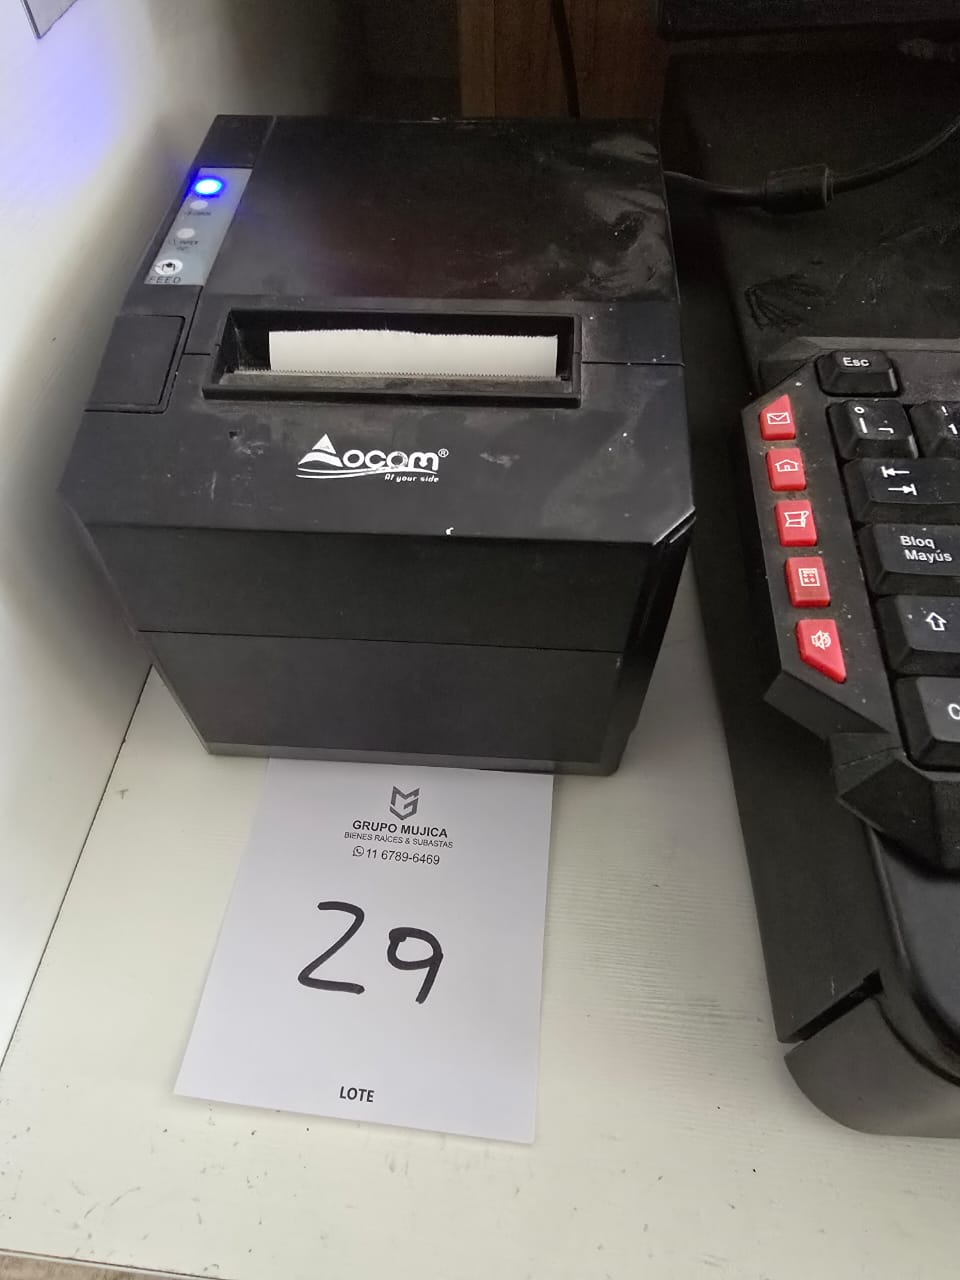 FEED
OCOM®
At your side
Esc
Bloq
Mayús
GRUPO MUJICA
BIENES RAÍCES & SUBASTAS
11 6789-6469
29
LOTE